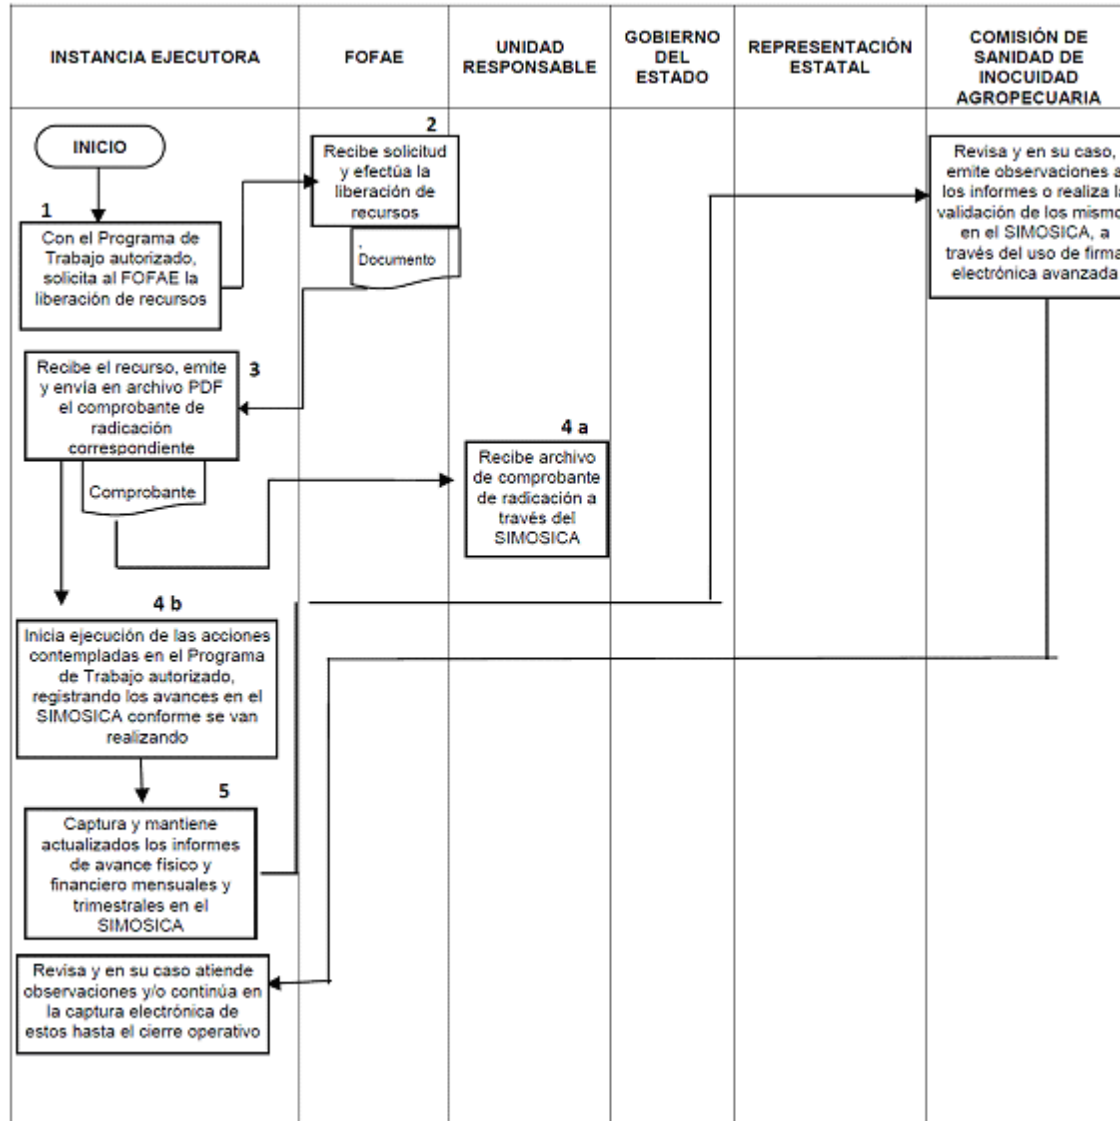 INSTANCIA EJECUTORA
FOFAE
UNIDAD
RESPONSABLE
GOBIERNO
DEL
ESTADO
REPRESENTACIÓN
ESTATAL
COMISIÓN DE
SANIDAD DE
INOCUIDAD
AGROPECUARIA
INICIO
1
Con el Programa de
Trabajo autorizado,
solicita al FOFAE la
liberación de recursos
2
Recibe solicitud
y efectúa la
liberación de
recursos
Documento
3
Recibe el recurso, emite
y envía en archivo PDF
el comprobante de
radicación
correspondiente
Comprobante
4 a
Recibe archivo
de comprobante
de radicación a
través del
SIMOSICA
4 b
Inicia ejecución de las acciones
contempladas en el Programa
de Trabajo autorizado,
registrando los avances en el
SIMOSICA conforme se van
realizando
5
Captura y mantiene
actualizados los informes
de avance físico y
financiero mensuales y
trimestrales en el
SIMOSICA
Revisa y en su caso,
emite observaciones a
los informes o realiza la
validación de los mismo
en el SIMOSICA, a
través del uso de firma
electrónica avanzada
Revisa y en su caso atiende
observaciones y/o continúa en
la captura electrónica de
estos hasta el cierre operativo